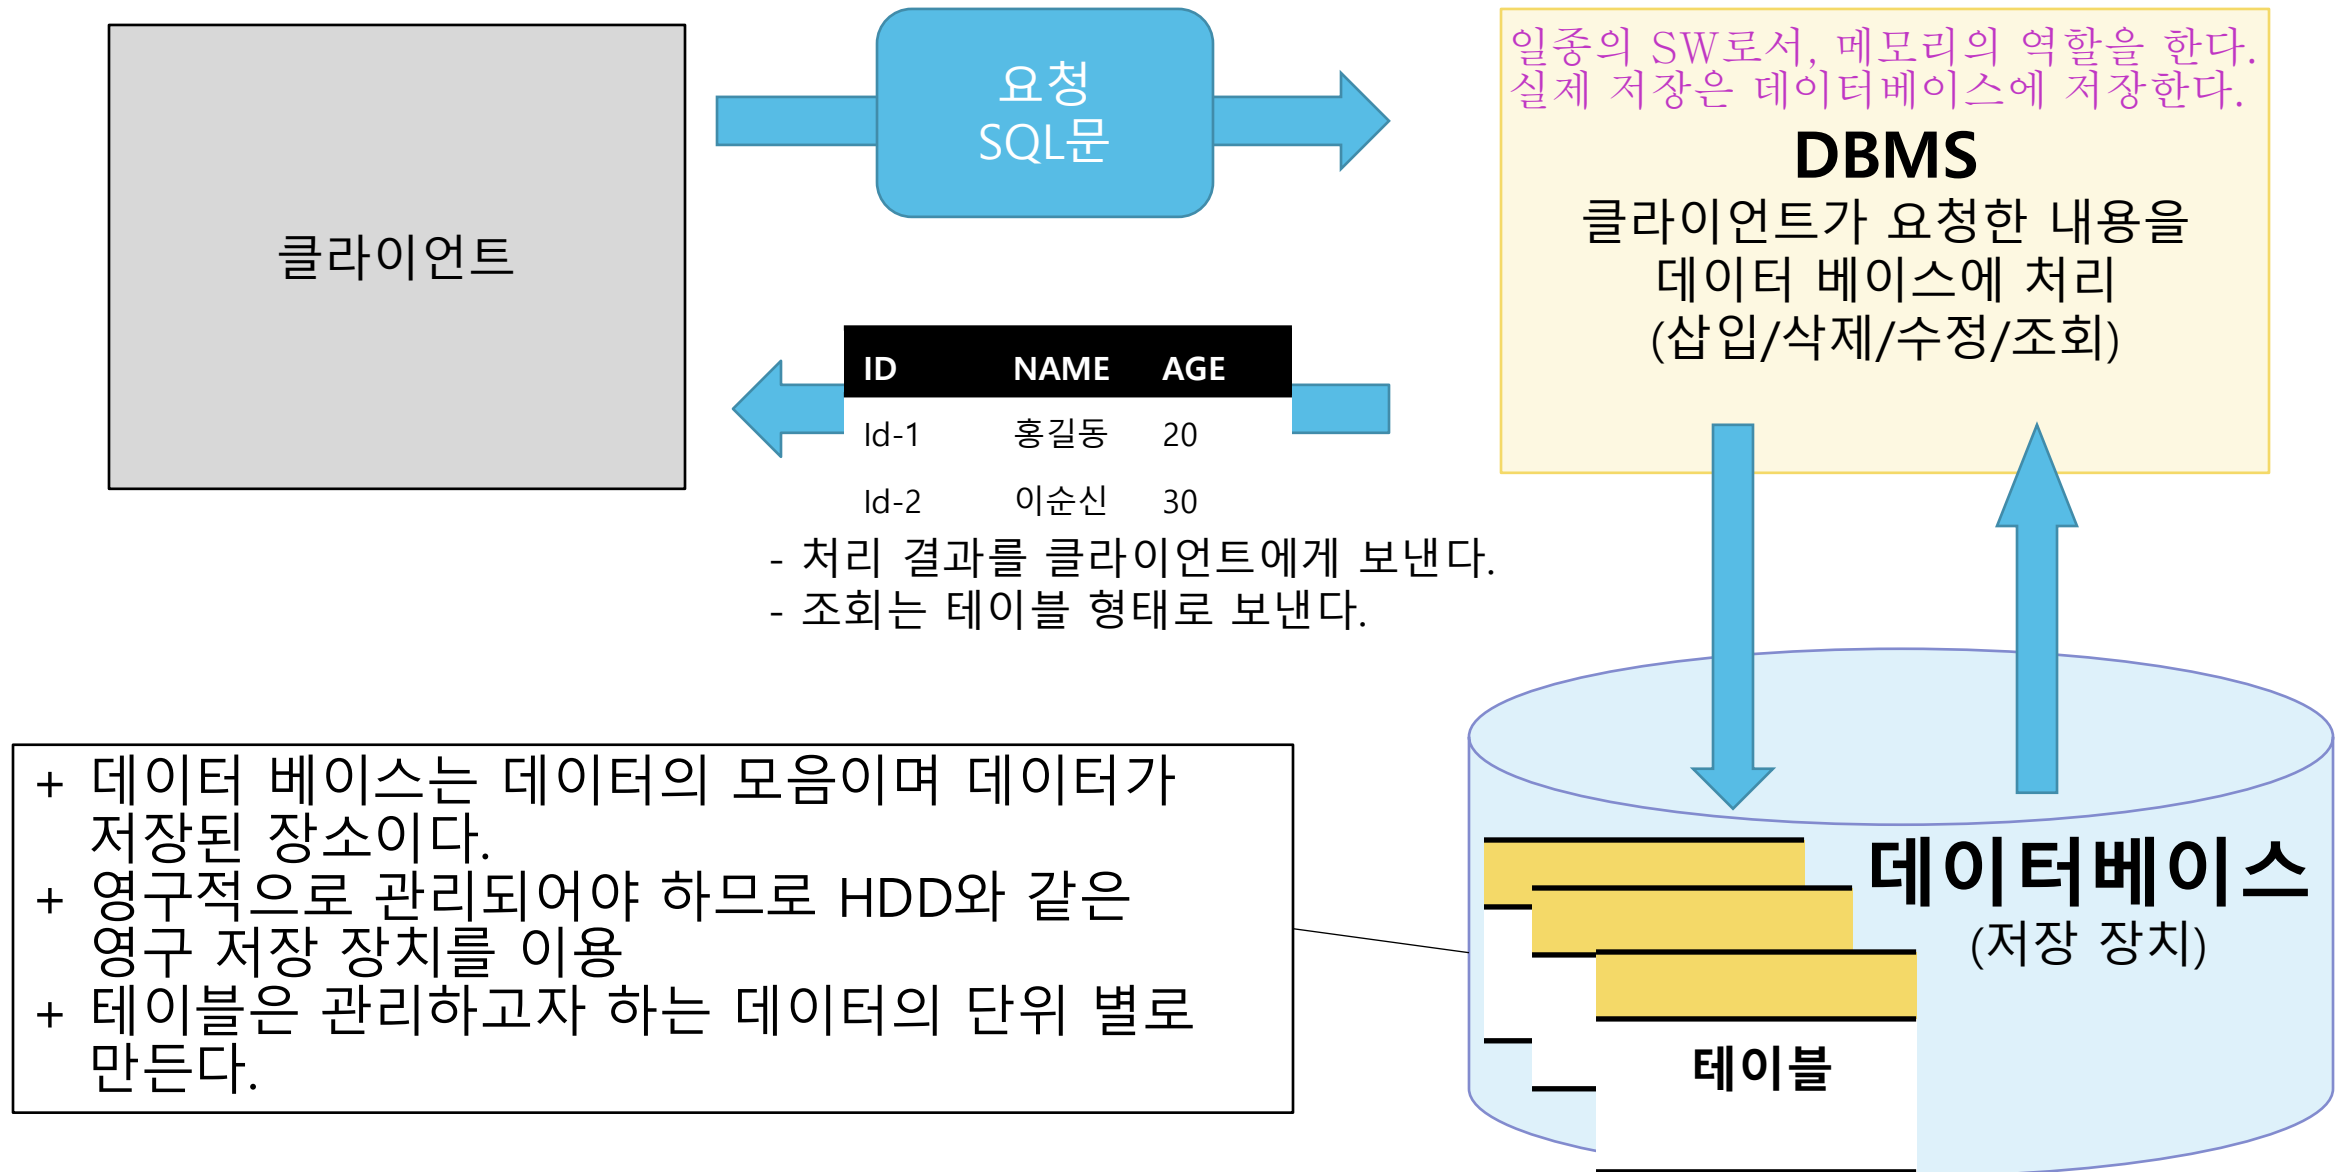 클라이언트
요청
SQL문
일종의 SW로서, 메모리의 역할을 한다.
실제 저장은 데이터베이스에 저장한다.
DBMS
클라이언트가 요청한 내용을
데이터 베이스에 처리
(삽입/삭제/수정/조회)
ID NAME AGE
Id-1 홍길동 20
Id-2 이순신 30
- 처리 결과를 클라이언트에게 보낸다.
- 조회는 테이블 형태로 보낸다.
+ 데이터 베이스는 데이터의 모음이며 데이터가
저장된 장소이다.
+ 영구적으로 관리되어야 하므로 HDD와 같은
영구 저장 장치를 이용
+ 테이블은 관리하고자 하는 데이터의 단위 별로
만든다.
데이터베이스
(저장 장치)
테이블